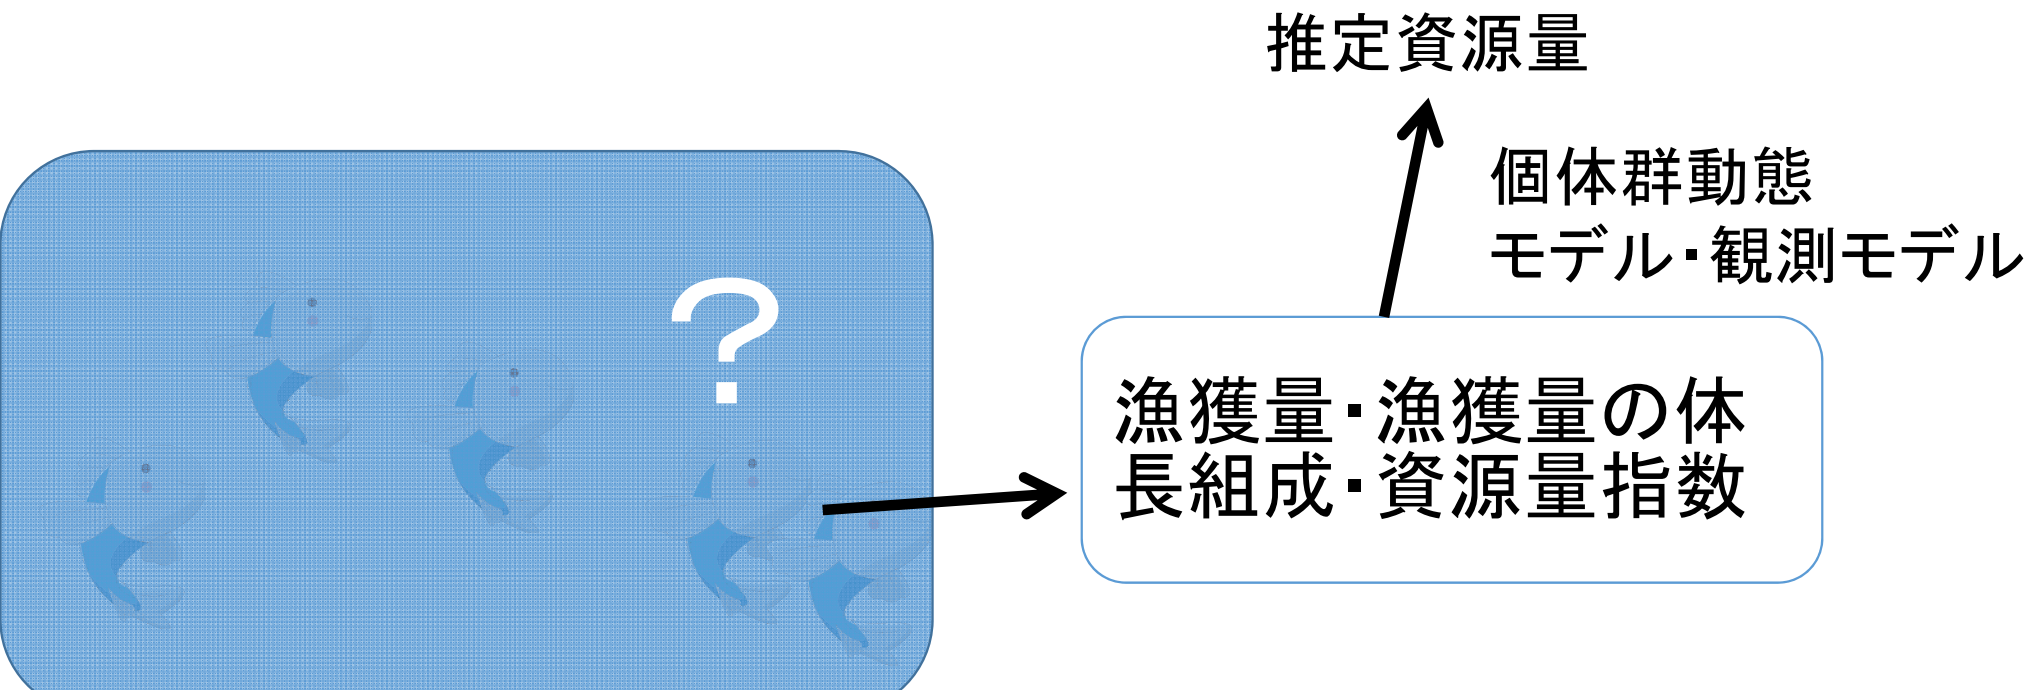 推定資源量
個体群動態
モデル・観測モデル
?
漁獲量・漁獲量の体
長組成・資源量指数